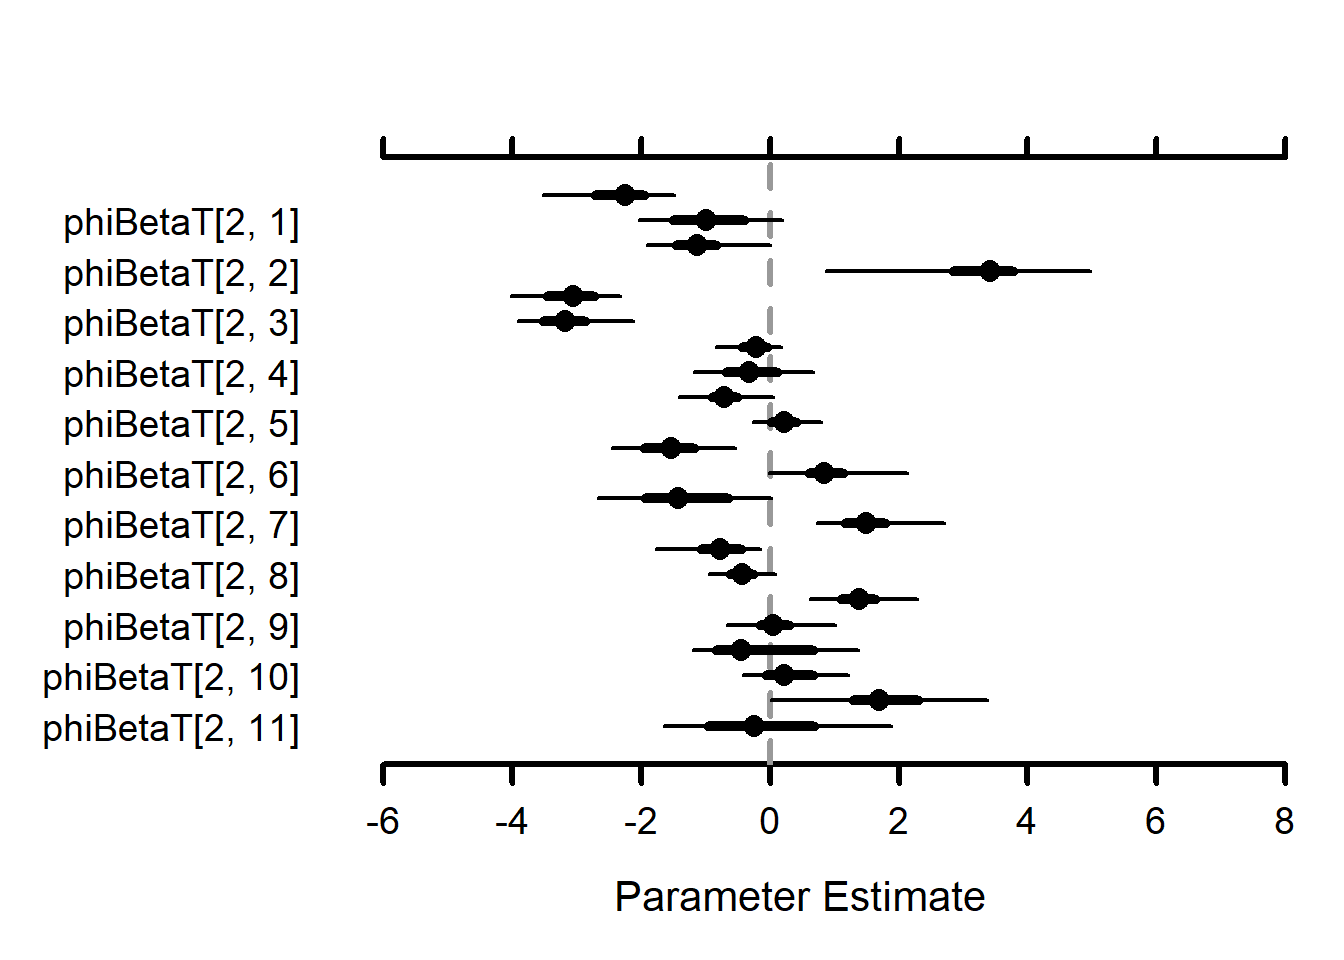 phiBetaT[2, 1]
phiBetaT[2, 2]
phiBetaT[2, 3]
phiBetaT[2, 4]
phiBetaT[2, 5]
phiBetaT[2, 6]
phiBetaT[2, 7]
phiBetaT[2, 8]
phiBetaT[2, 9]
phiBetaT[2, 10]
phiBetaT[2, 11]
-6 -4 -2 0 2 4 6 8
Parameter Estimate